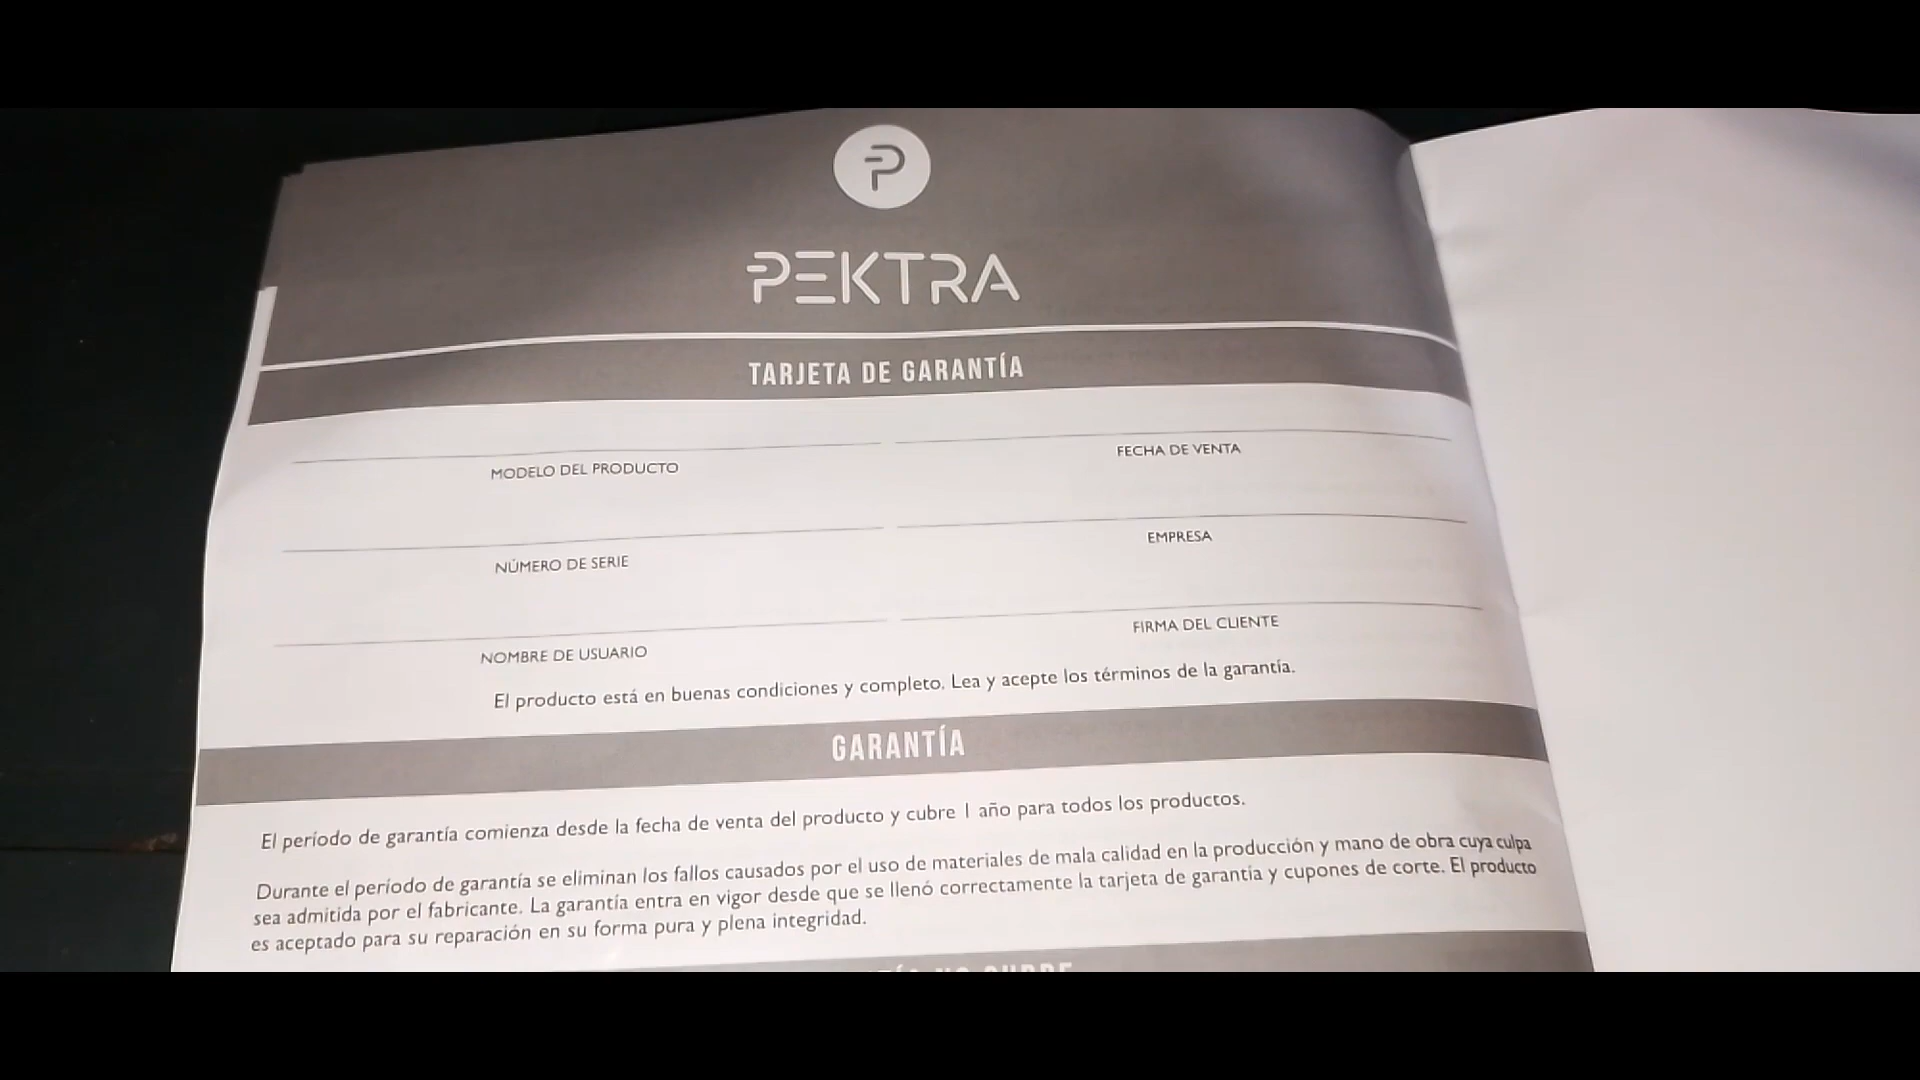 P
PEKTRA
TARJETA DE GARANTÍA
MODELO DEL PRODUCTO
FECHA DE VENTA
NÚMERO DE SERIE
EMPRESA
NOMBRE DE USUARIO
FIRMA DEL CLIENTE
El producto está en buenas condiciones y completo. Lea y acepte los términos de la garantía.
GARANTÍA
El período de garantía comienza desde la fecha de venta del producto y cubre 1 año para todos los productos.
Durante el período de garantía se eliminan los fallos causados por el uso de materiales de mala calidad en la producción y mano de obra cuya culpa
sea admitida por el fabricante. La garantía entra en vigor desde que se llenó correctamente la tarjeta de garantía y cupones de corte. El producto
es aceptado para su reparación en su forma pura y plena integridad.